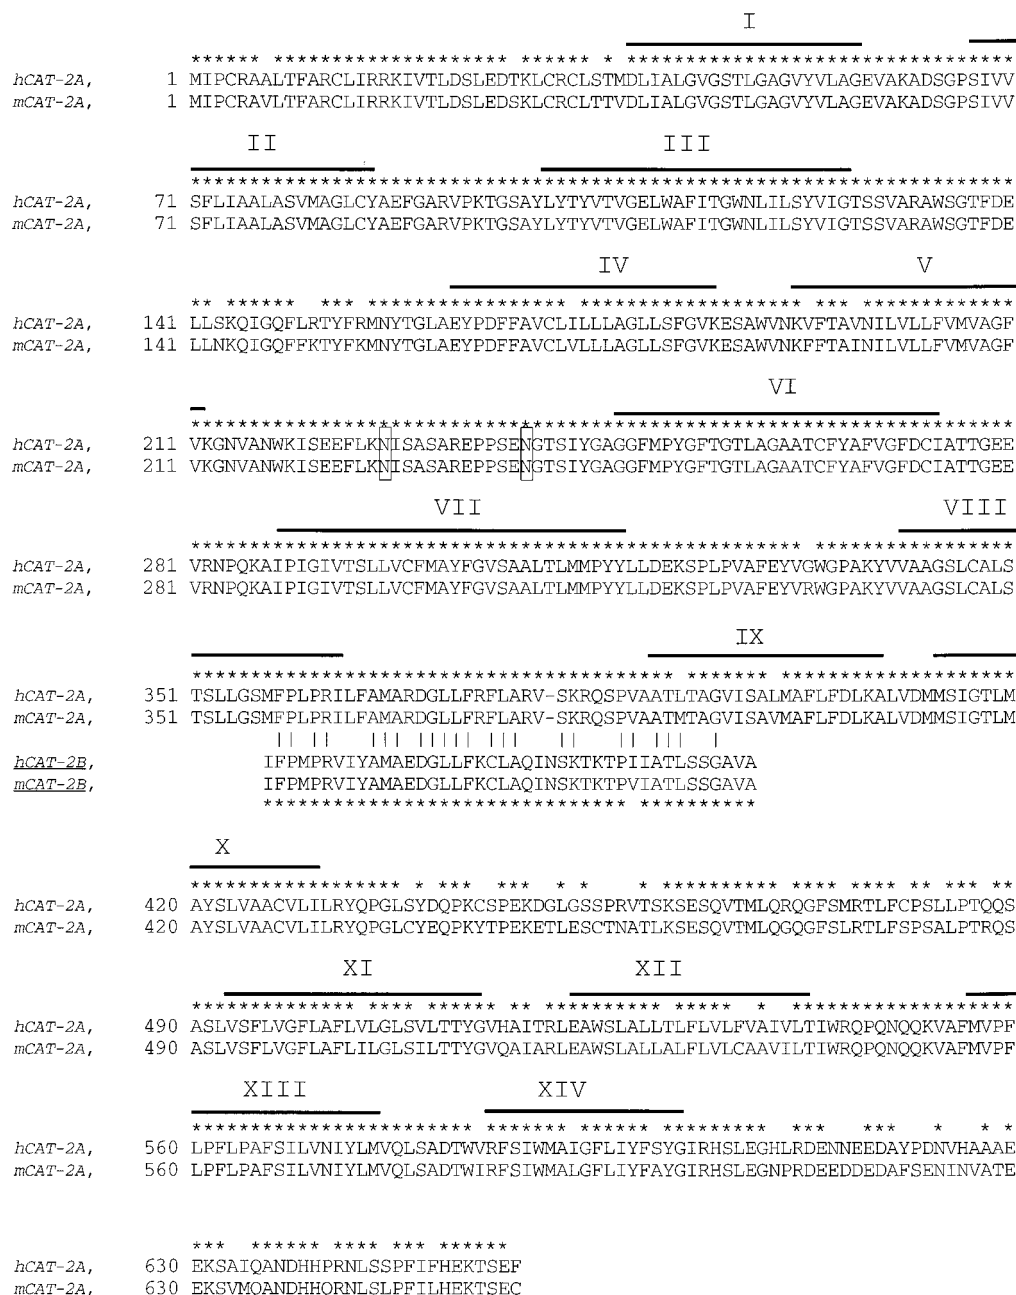 I
****** ******** ************** ****** * *********************************
hCAT-2A, 1 MIPCRAALTFARCLIRRKIVTLDSLEDTKLCRCLSTMDLIALGVGSTLGAGVYVLAGEVAKADSGPSIVV
mCAT-2A, 1 MIPCRAVLTFARCLIRRKIVTLDSLEDSKLCRCLTTVDLIALGVGSTLGAGVYVLAGEVAKADSGPSIVV
II III
**********************************************************************
hCAT-2A, 71 SFLIAALASVMAGLCYAEFGARVPKTGSAYLYTYVTVGELWAFITGWNLILSYVIGTSSVARAWSGTFDE
mCAT-2A, 71 SFLIAALASVMAGLCYAEFGARVPKTGSAYLYTYVTVGELWAFITGWNLILSYVIGTSSVARAWSGTFDE
IV V
** ****** *** **************** ****************** *** **************
hCAT-2A, 141 LLSKQIGQFLRTYFRMNYTGLAEYPDFFAVCLILLLAGLLSFGVKESAWVNKVFTAVNILVLLFVMVAGF
mCAT-2A, 141 LLNKQIGQFFKTYFKMNYTGLAEYPDFFAVCLVLLLAGLLSFGVKESAWVNKFFTAINILVLLFVMVAGF
VI
**********************************************************************
hCAT-2A, 211 VKGNVANWKISEEFLKNISASAREPPSENGTSIYGAGGFMPYGFTGTLAGAATCFYAFVGFDCIATTGEE
mCAT-2A, 211 VKGNVANWKISEEFLKNISASAREPPSENGTSIYGAGGFMPYGFTGTLAGAATCFYAFVGFDCIATTGEE
VII VIII
**************************************************** *****************
hCAT-2A, 281 VRNPQKAIPIGIVTSLLVCFMAYFGVSAALTLMMPYYLLDEKSPLPVAFEYVGWGPAKYVVAAGSLCALS
mCAT-2A, 281 VRNPQKAIPIGIVTSLLVCFMAYFGVSAALTLMMPYYLLDEKSPLPVAFEYVRWGPAKYVVAAGSLCALS
IX
************************************************** ****** ************
hCAT-2A, 351 TSLLGSMFPLPRILFAMARDGLLFRFLARV-SKRQSPVAATLTAGVISALMAFLFDLKALVDMMSIGTLM
mCAT-2A, 351 TSLLGSMFPLPRILFAMARDGLLFRFLARV-SKRQSPVAATMTAGVISAVMAFLFDLKALVDMMSIGTLM
hCAT-2B, IFPMPRVIYAMAEDGLLFKCLAQINSKTKTPIIATLSSGAVA
mCAT-2B, IFPMPRVIYAMAEDGLLFKCLAQINSKTKTPVIATLSSGAVA
******************************* **********
X
****************** * *** *** * * * ********** **** **** ** *** **
hCAT-2A, 420 AYSLVAACVLILRYQPGLSYDQPKCSPEKDGLGSSPRVTSKSESQVTMLQRQGFSMRTLFCPSLLPTQQS
mCAT-2A, 420 AYSLVAACVLILRYQPGLCYEQPKYTPEKETLESCTNATLKSESQVTMLQGQGFSLRTLFSPSALPTRQS
XI XII
************** **** ****** ** ** ********** **** * ** *****************
hCAT-2A, 490 ASLVSFLVGFLAFLVLGLSVLTTYGVHAITRLEAWSLALLTLFLVLFVAIVLTIWRQPQNQQKVAFMVPF
mCAT-2A, 490 ASLVSFLVGFLAFLILGLSILTTYGVQAIARLEAWSLALLALFLVLCAAVILTIWRQPQNQQKVAFMVPF
XIII XIV
************************* ******* ****** ********** *** ** ** * * *
hCAT-2A, 560 LPFLPAFSILVNIYLMVQLSADTWVRFSIWMAIGFLIYFSYGIRHSLEGHLRDENNEEDAYPDNVHAAAE
mCAT-2A, 560 LPFLPAFSILVNIYLMVQLSADTWIRFSIWMALGFLIYFAYGIRHSLEGNPRDEEDDEDAFSENINVATE
*** ******* ***** **** *** ******
hCAT-2A, 630 EKSAIQANDHHPRNLSSPFIFHEKTSEF
mCAT-2A, 630 EKSVMQANDHHQRNLSLPFILHEKTSEC